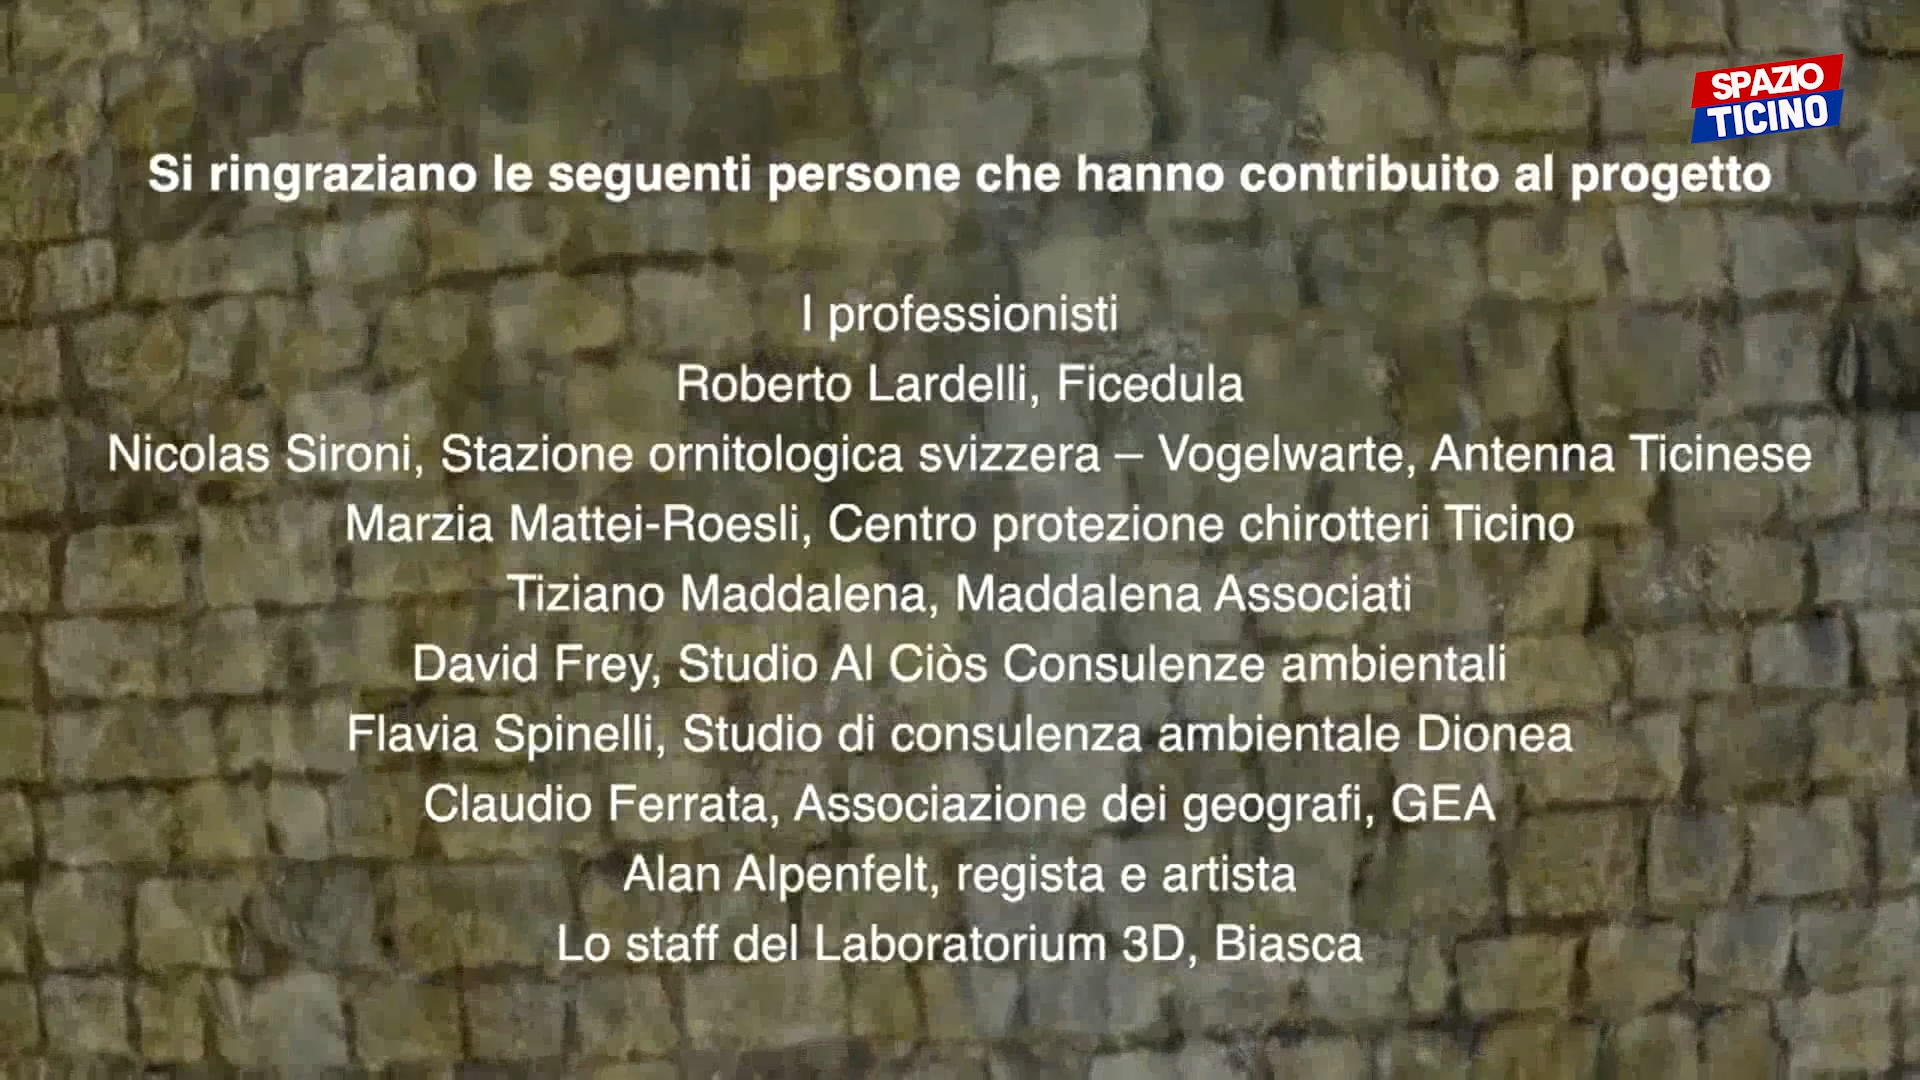 SPAZIO
TICINO
Si ringraziano le seguenti persone che hanno contribuito al progetto
I professionisti
Roberto Lardelli, Ficedula
Nicolas Sironi, Stazione ornitologica svizzera – Vogelwarte, Antenna Ticinese
Marzia Mattei-Roesli, Centro protezione chirotteri Ticino
Tiziano Maddalena, Maddalena Associati
David Frey, Studio Al Ciòs Consulenze ambientali
Flavia Spinelli, Studio di consulenza ambientale Dionea
Claudio Ferrata, Associazione dei geografi, GEA
Alan Alpenfelt, regista e artista
Lo staff del Laboratorium 3D, Biasca